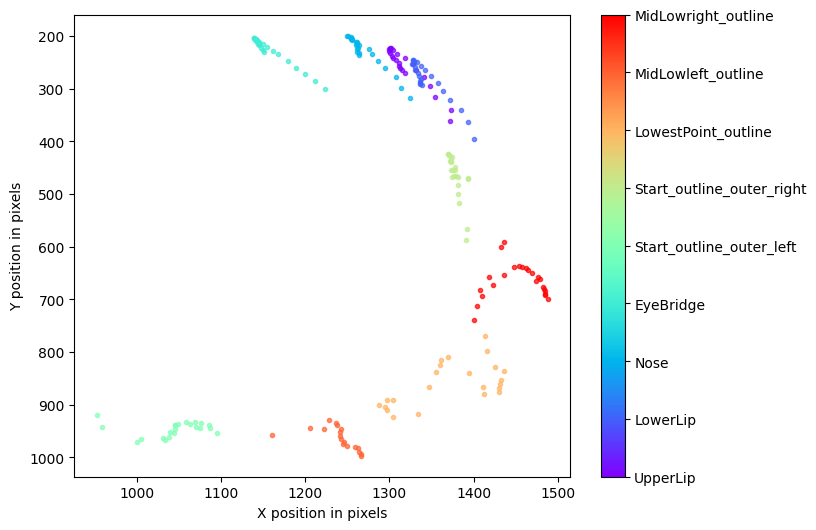 200
300
400
500
600
700
800
900
1000
Y position in pixels
1000
1100
1200
1300
1400
1500
X position in pixels
MidLowright_outline
MidLowleft_outline
LowestPoint_outline
Start_outline_outer_right
Start_outline_outer_left
EyeBridge
Nose
LowerLip
UpperLip